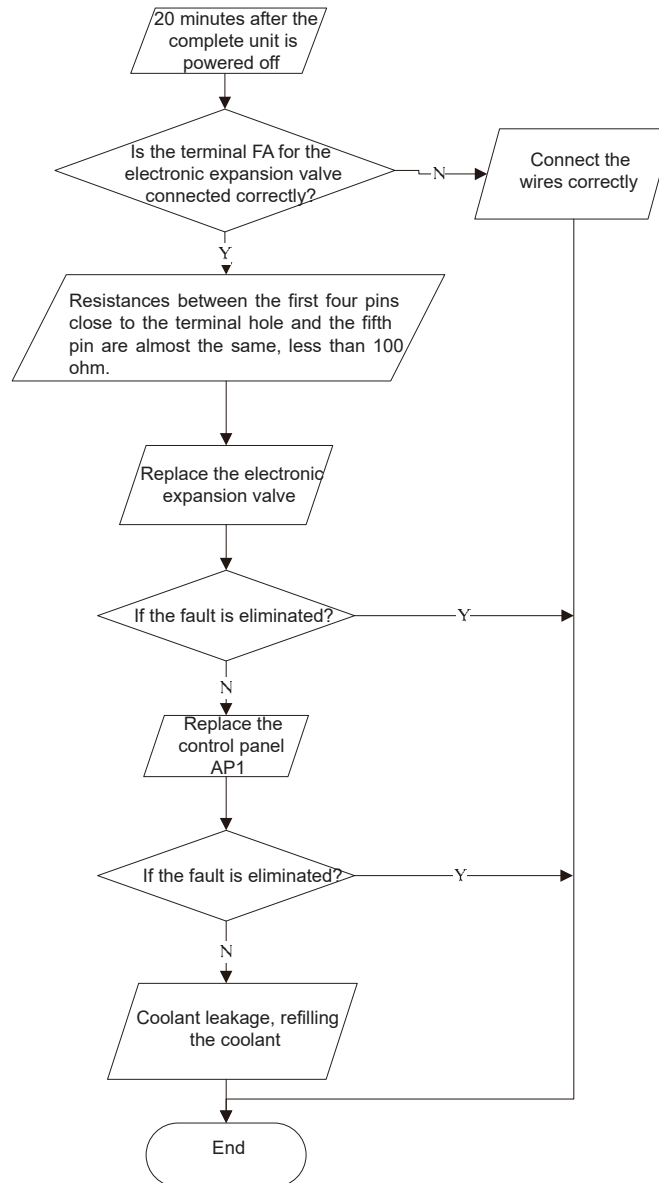 20 minutes after the
complete unit is
powered off
Is the terminal FA for the
electronic expansion valve
connected correctly?
N
Connect the
wires correctly
Y
Resistances between the first four pins
close to the terminal hole and the fifth
pin are almost the same, less than 100
ohm.
Replace the electronic
expansion valve
If the fault is eliminated?
Y
N
Replace the
control panel
AP1
If the fault is eliminated?
Y
N
Coolant leakage, refilling
the coolant
End